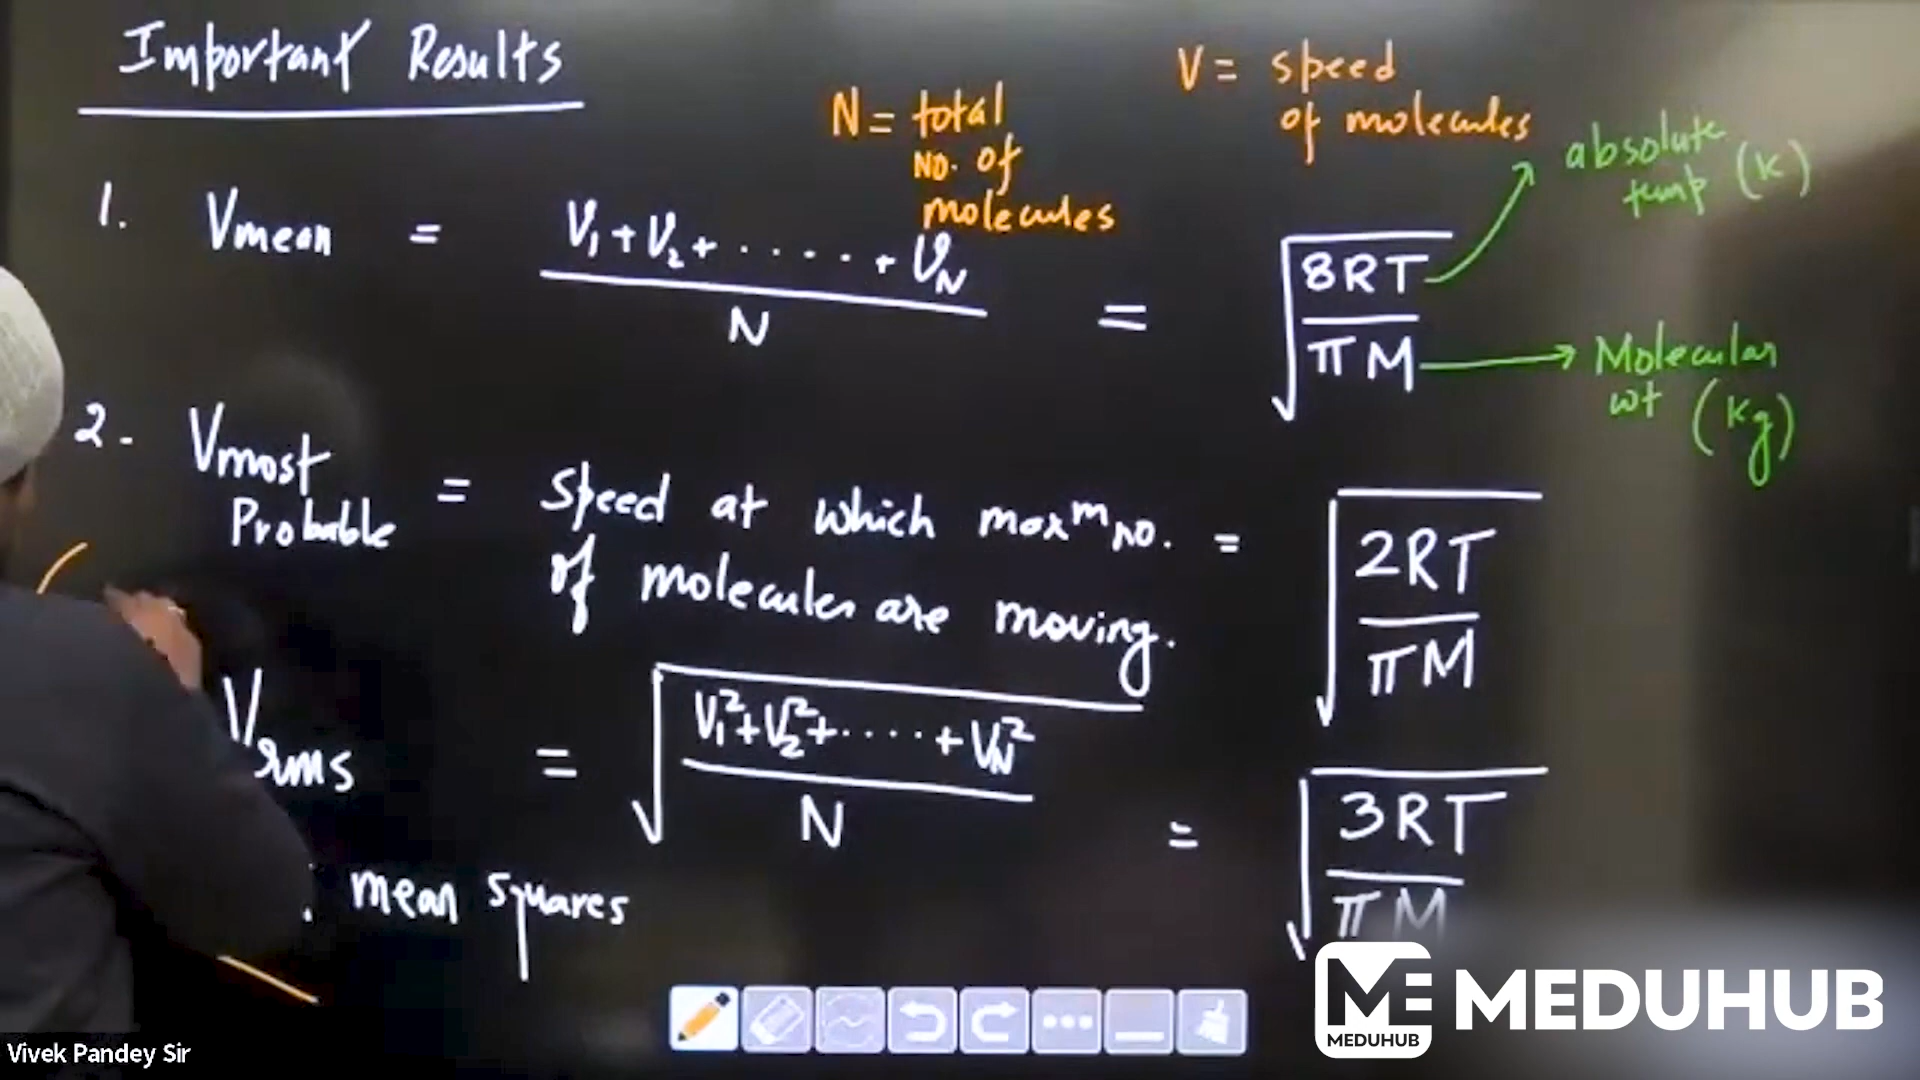 Important Results
N = total no. of molecules
V = speed of molecules
absolute temp (K)
1. Vmean = V₁ + V₂ + ..... + V_N / N = √(8RT / πM)
Molecular wt (Kg)
2. Vmost Probable = Speed at which maxᵐ no. of molecules are moving. = √(2RT / πM)
Vrms = √(V₁² + V₂² + ..... + V_N² / N) = √(3RT / πM)
mean squares
MEDUHUB
MEDUHUB
Vivek Pandey Sir